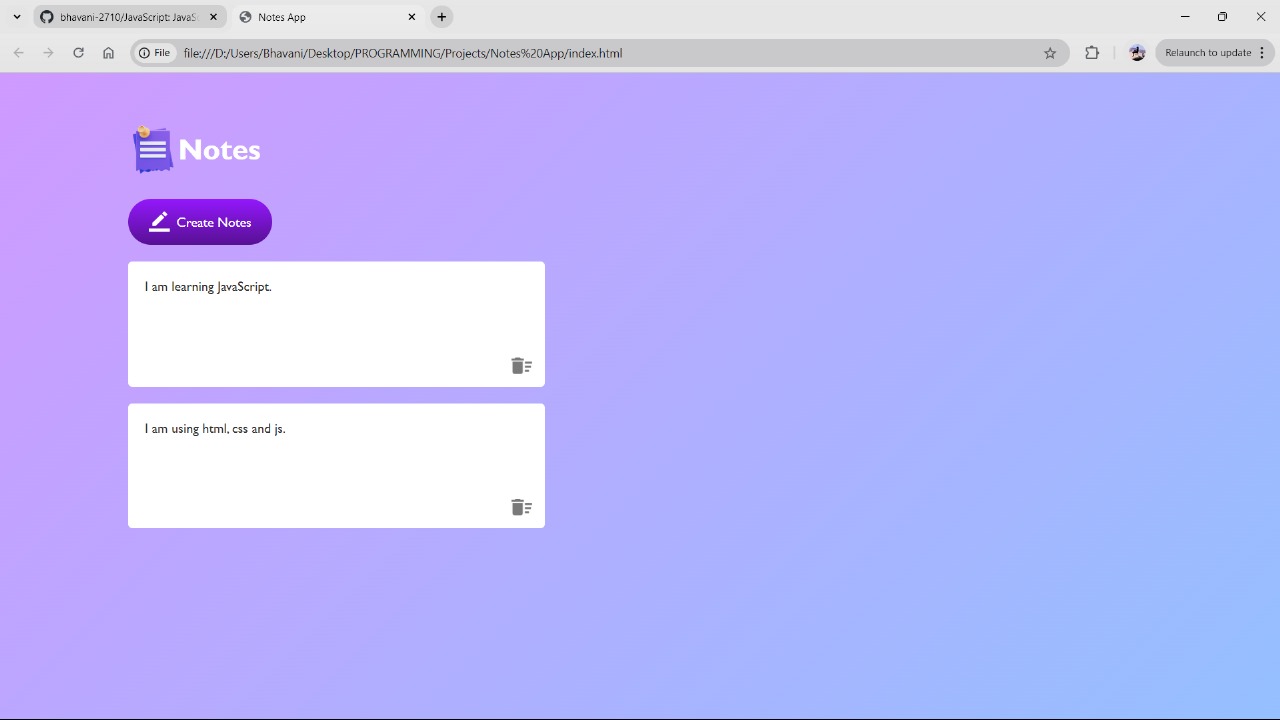 bhavani-2710/JavaScript: JavaS
Notes App
File
file:///D:/Users/Bhavani/Desktop/PROGRAMMING/Projects/Notes%20App/index.html
Relaunch to update
Notes
Create Notes
I am learning JavaScript.
I am using html, css and js.